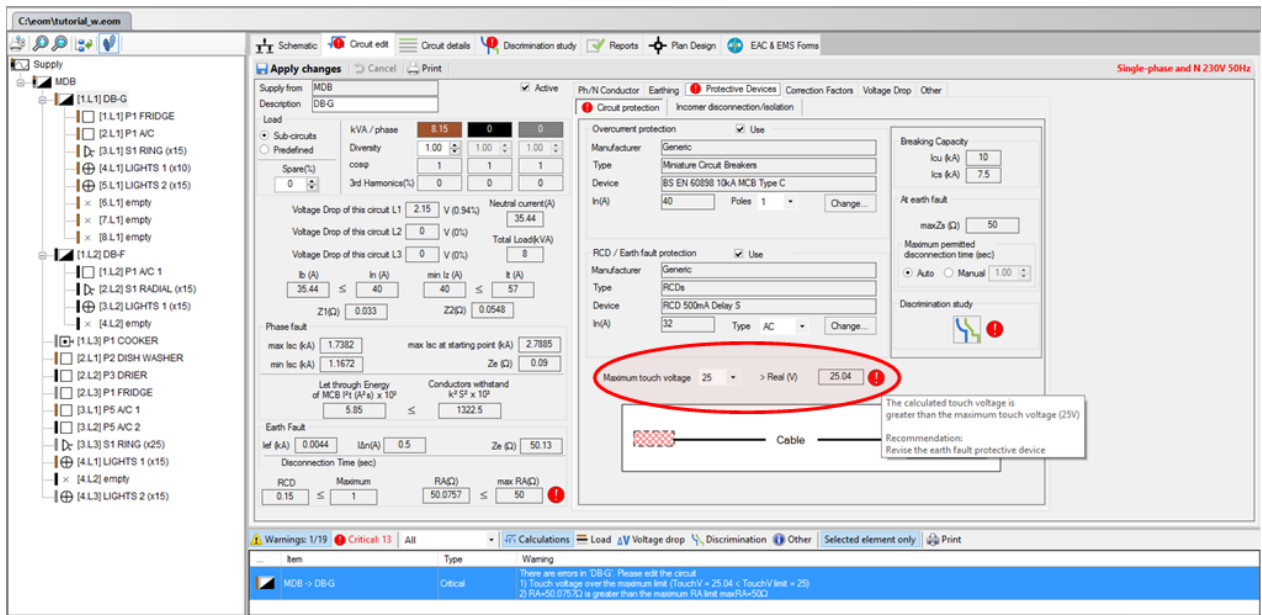 C:\eom\tutorial_w.eom
Schematic Circuit edit Circuit details Discrimination study Reports Plan Design EAC & EMS Forms
Supply
MDB
[1.L1] DB-G
[1.L1] P1 FRIDGE
[2.L1] P1 A/C
[3.L1] S1 RING (x15)
[4.L1] LIGHTS 1 (x10)
[5.L1] LIGHTS 2 (x15)
[6.L1] empty
[7.L1] empty
[8.L1] empty
[1.L2] DB-F
[1.L2] P1 A/C 1
[2.L2] S1 RADIAL (x15)
[3.L2] LIGHTS 1 (x15)
[4.L2] empty
[1.L3] P1 COOKER
[2.L1] P2 DISH WASHER
[2.L2] P3 DRIER
[2.L3] P1 FRIDGE
[3.L1] P5 A/C 1
[3.L2] P5 A/C 2
[3.L3] S1 RING (x25)
[4.L1] LIGHTS 1 (x15)
[4.L2] empty
[4.L3] LIGHTS 2 (x15)
Apply changes Cancel Print Single-phase and N 230V 50Hz
Supply from MDB Active
Description DB-G
Load
Sub-circuits
Predefined
Spare(%)
0
kVA / phase 8.15 0 0
Diversity 1.00 1.00 1.00
cosφ 1 1 1
3rd Harmonics(%) 0 0 0
Voltage Drop of this circuit L1 2.15 V (0.94%)
Voltage Drop of this circuit L2 0 V (0%)
Voltage Drop of this circuit L3 0 V (0%)
Neutral current(A)
35.44
Total Load(kVA)
8
Ib (A) In (A) min Iz (A) It (A)
35.44 ≤ 40 40 ≤ 57
Z1(Ω) 0.033 Z2(Ω) 0.0548
Phase fault
max Isc (kA) 1.7382 max Isc at starting point (kA) 2.7885
min Isc (kA) 1.1672 Ze (Ω) 0.09
Let through Energy Conductors withstand
of MCB I²t (A²s) x 10³ k² S² x 10³
5.85 ≤ 1322.5
Earth Fault
Ief (kA) 0.0044 IΔn(A) 0.5 Ze (Ω) 50.13
Disconnection Time (sec)
RCD Maximum RA(Ω) max RA(Ω)
0.15 ≤ 1 50.0757 ≤ 50
Ph/N Conductor Earthing Protective Devices Correction Factors Voltage Drop Other
Circuit protection Incomer disconnection/isolation
Overcurrent protection Use
Manufacturer Generic
Type Miniature Circuit Breakers
Device BS EN 60898 10kA MCB Type C
In(A) 40 Poles 1 Change...
RCD / Earth fault protection Use
Manufacturer Generic
Type RCDs
Device RCD 500mA Delay S
In(A) 32 Type AC Change...
Breaking Capacity
Icu (kA) 10
Ics (kA) 7.5
At earth fault
maxZs (Ω) 50
Maximum permitted
disconnection time (sec)
Auto Manual 1.00
Discrimination study
Maximum touch voltage 25 > Real (V) 25.04
The calculated touch voltage is
greater than the maximum touch voltage (25V)
Recommendation:
Revise the earth fault protective device
Cable
Warnings: 1/19 Critical: 13 All Calculations Load ΔV Voltage drop Discrimination Other Selected element only Print
... Item Type Warning
MDB -> DB-G Critical
There are errors in 'DB-G'. Please edit the circuit
1) Touch voltage over the maximum limit (TouchV = 25.04 < TouchV limit = 25)
2) RA=50.0757Ω is greater than the maximum RA limit maxRA=50Ω